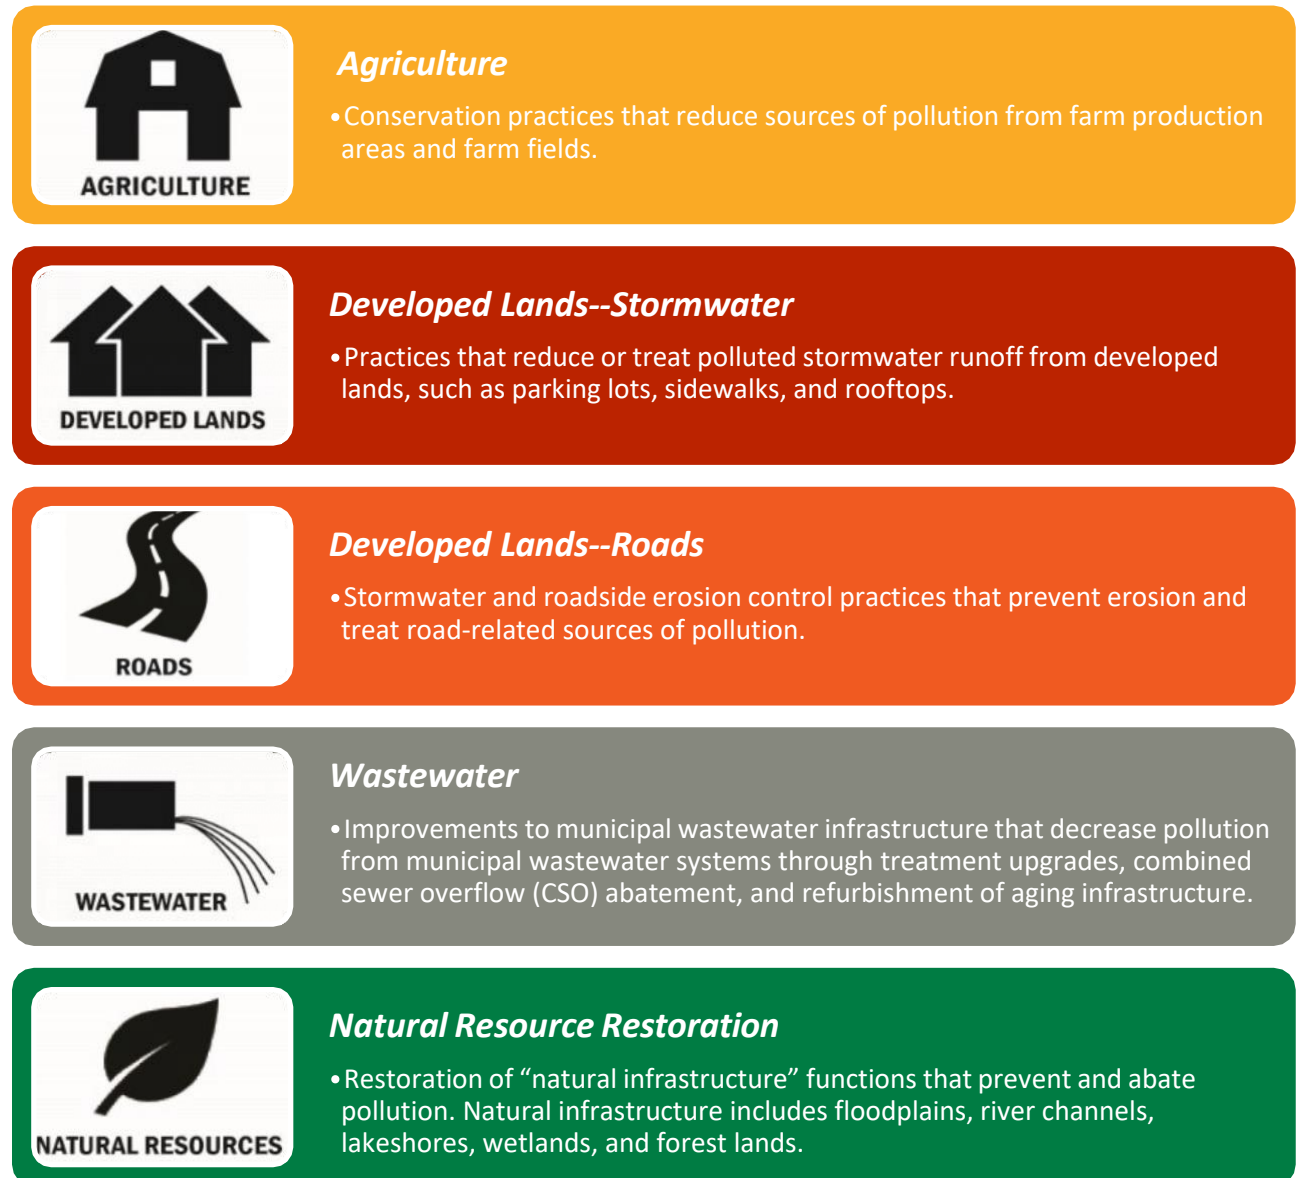 AGRICULTURE
Agriculture
•Conservation practices that reduce sources of pollution from farm production
areas and farm fields.
DEVELOPED LANDS
Developed Lands--Stormwater
•Practices that reduce or treat polluted stormwater runoff from developed
lands, such as parking lots, sidewalks, and rooftops.
ROADS
Developed Lands--Roads
•Stormwater and roadside erosion control practices that prevent erosion and
treat road-related sources of pollution.
WASTEWATER
Wastewater
•Improvements to municipal wastewater infrastructure that decrease pollution
from municipal wastewater systems through treatment upgrades, combined
sewer overflow (CSO) abatement, and refurbishment of aging infrastructure.
NATURAL RESOURCES
Natural Resource Restoration
•Restoration of “natural infrastructure” functions that prevent and abate
pollution. Natural infrastructure includes floodplains, river channels,
lakeshores, wetlands, and forest lands.